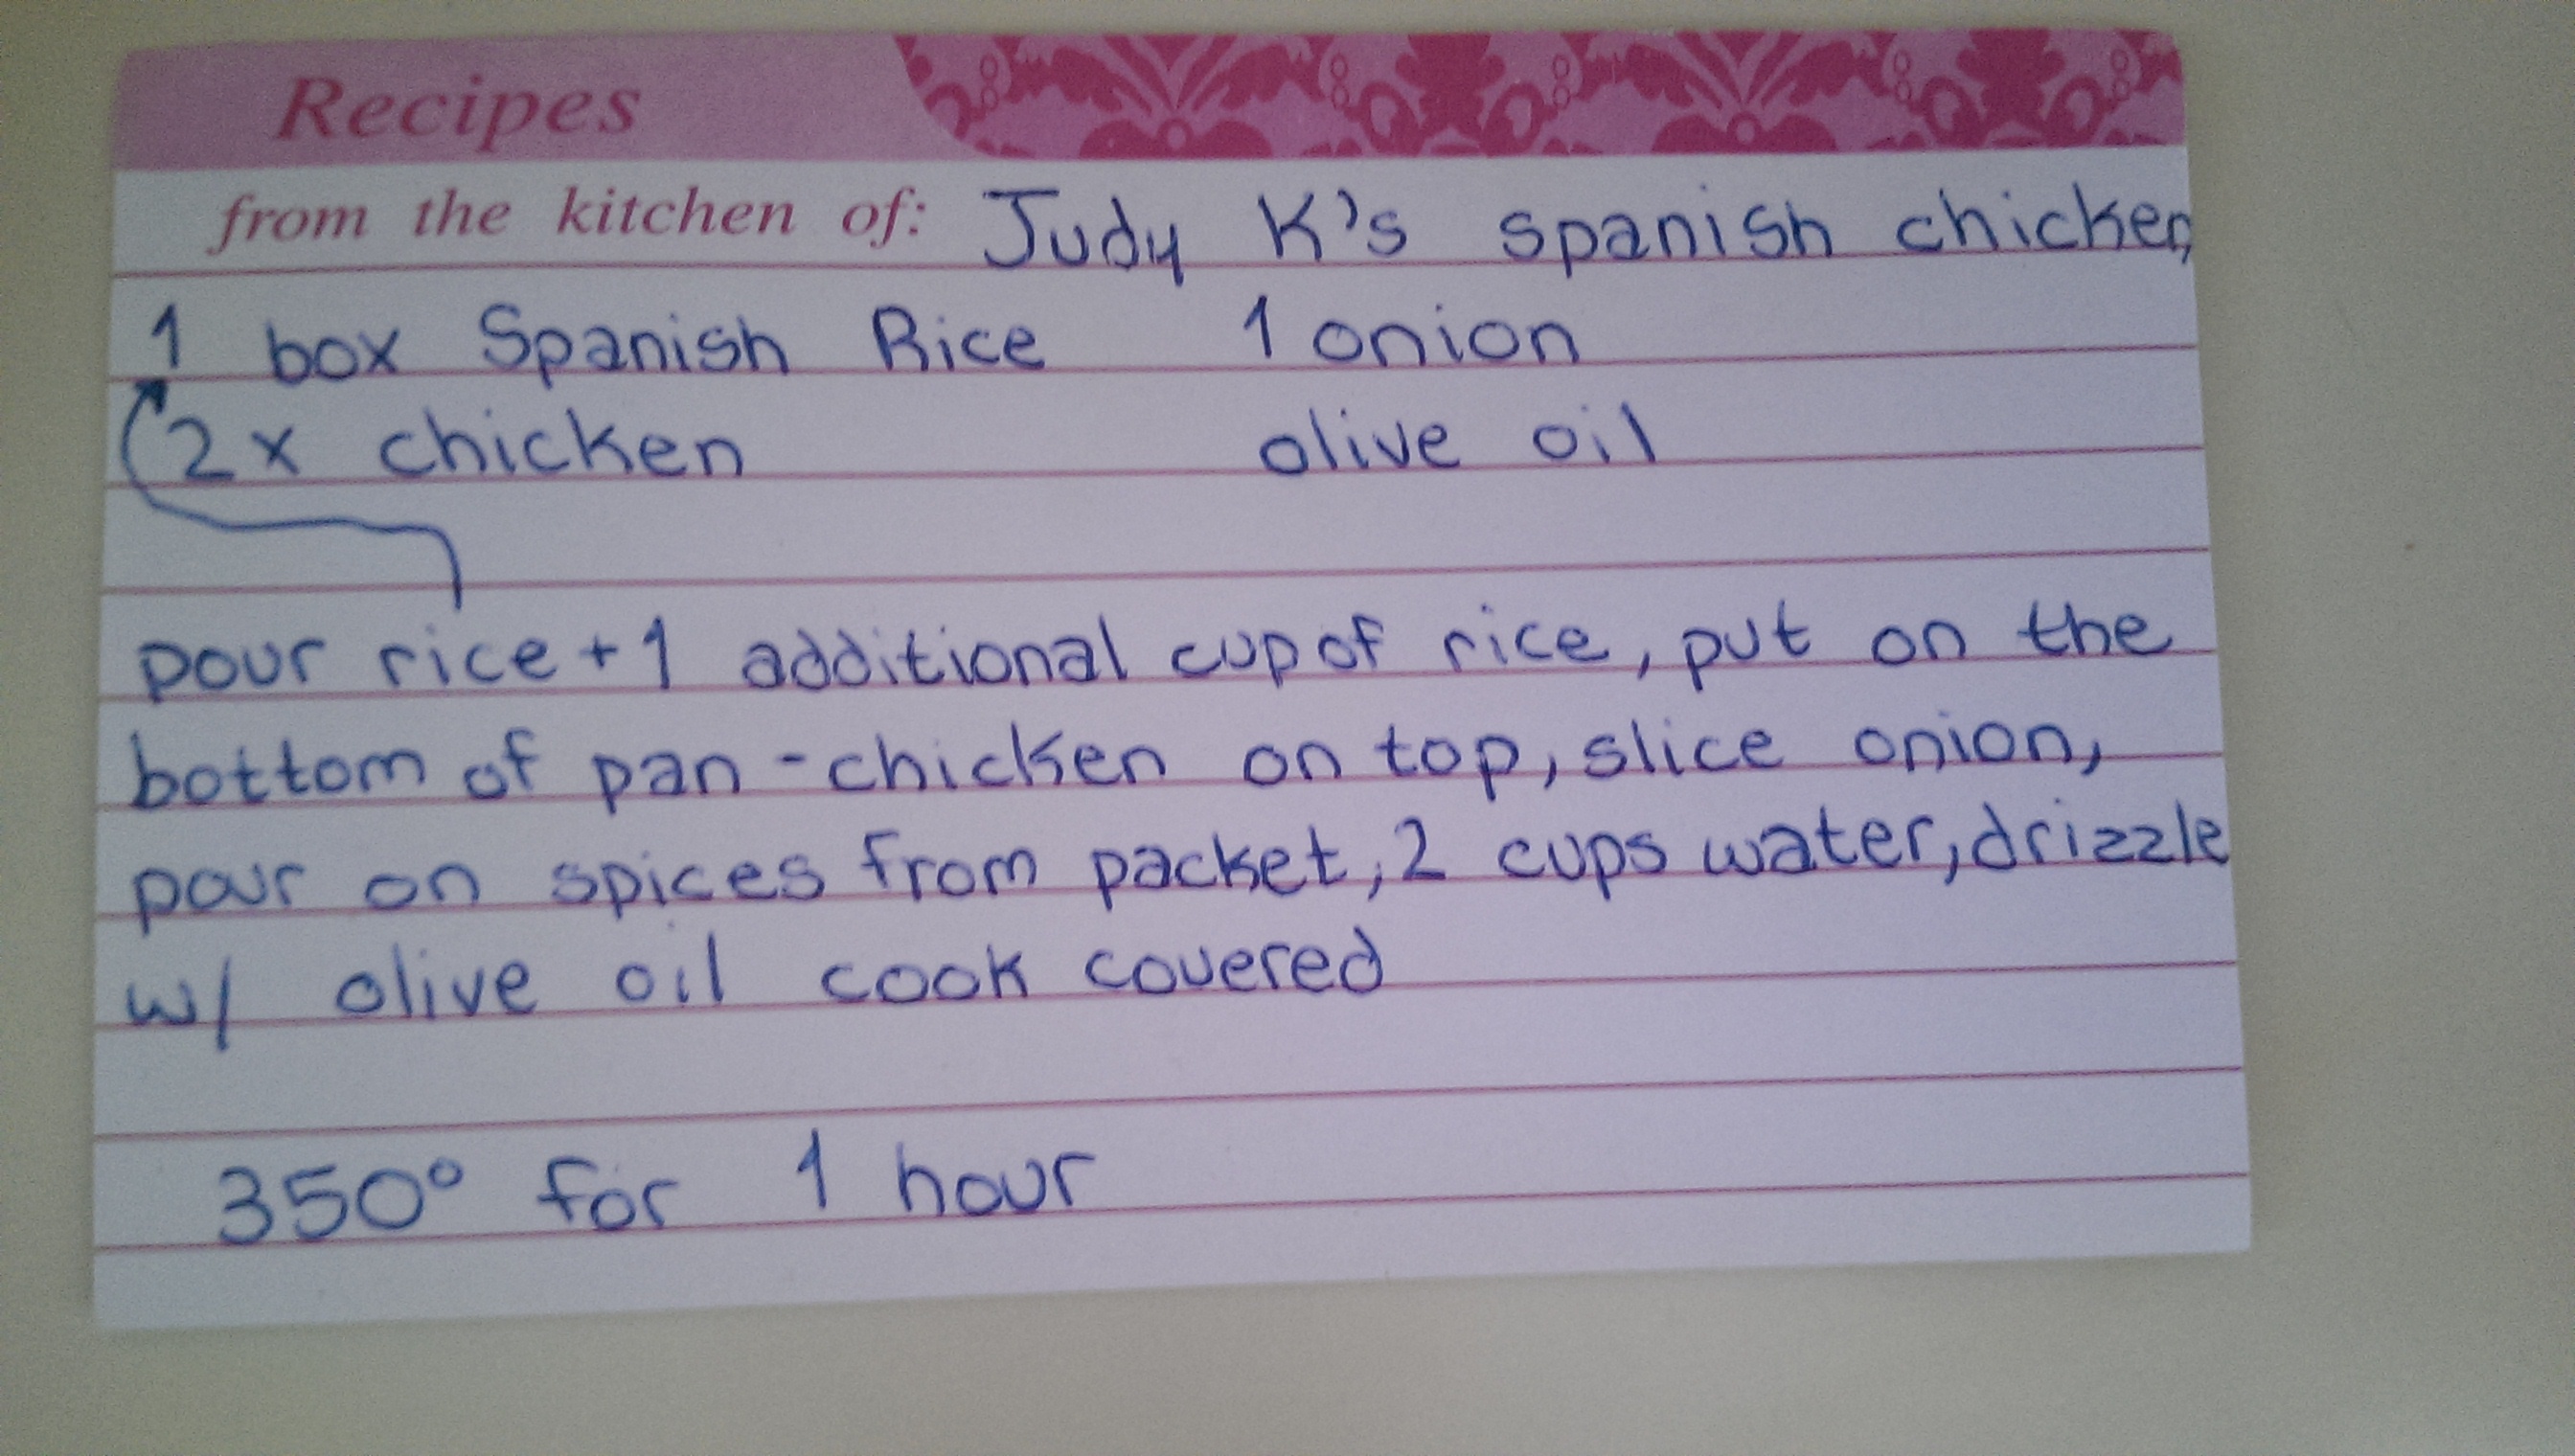 Recipes
from the kitchen of: Judy K's spanish chicken
1 box Spanish Rice 1 onion
2x chicken olive oil
pour rice + 1 additional cup of rice, put on the
bottom of pan - chicken on top, slice onion,
pour on spices from packet, 2 cups water, drizzle
w/ olive oil cook covered
350° for 1 hour